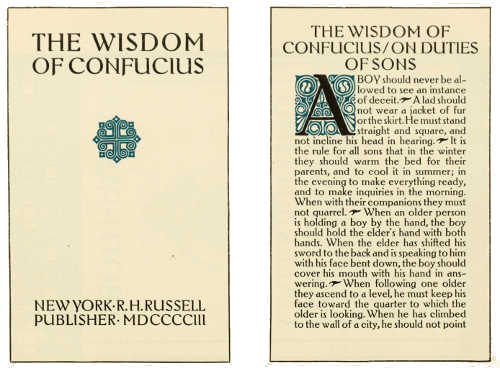 THE WISDOM
OF CONFUCIUS
NEW YORK · R. H. RUSSELL
PUBLISHER · MDCCCCIII
THE WISDOM OF
CONFUCIUS/ON DUTIES
OF SONS
A BOY should never be al-
lowed to see an instance
of deceit. A lad should
not wear a jacket of fur
or the skirt. He must stand
straight and square, and
not incline his head in hearing. It is
the rule for all sons that in the winter
they should warm the bed for their
parents, and to cool it in summer; in
the evening to make everything ready,
and to make inquiries in the morning.
When with their companions they must
not quarrel. When an older person
is holding a boy by the hand, the boy
should hold the elder's hand with both
hands. When the elder has shifted his
sword to the back and is speaking to him
with his face bent down, the boy should
cover his mouth with his hand in ans-
wering. When following one older
they ascend to a level, he must keep his
face toward the quarter to which the
older is looking. When he has climbed
to the wall of a city, he should not point